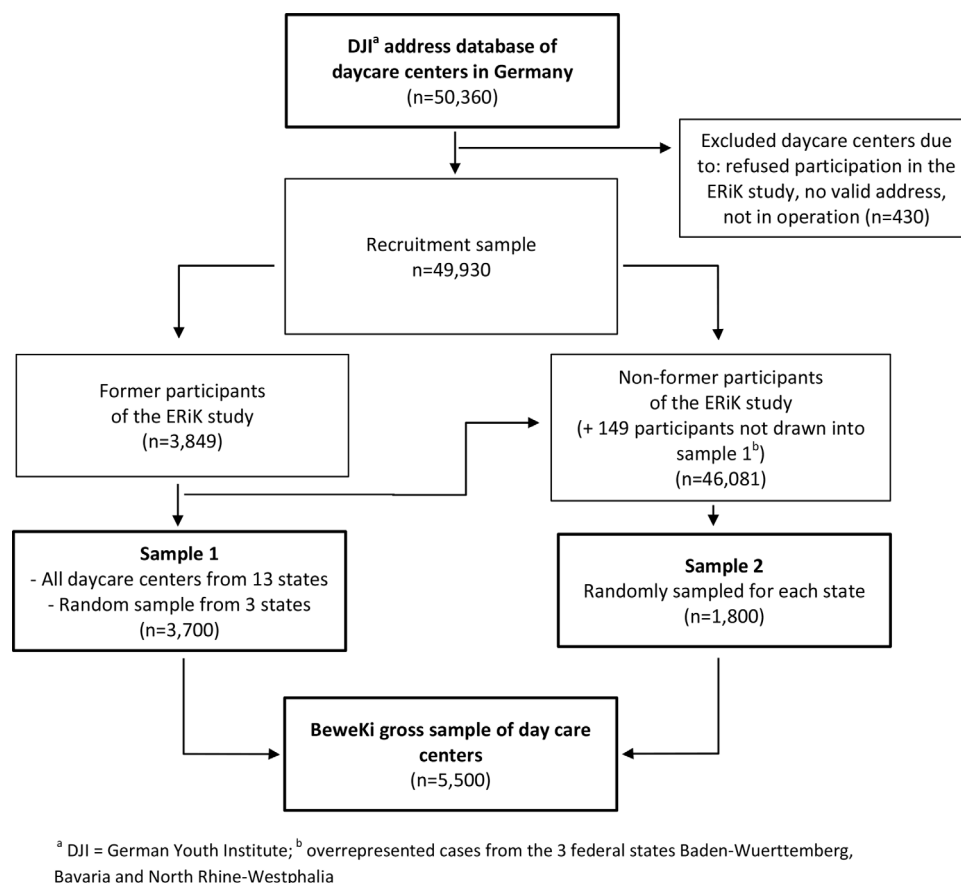 DJIa address database of
daycare centers in Germany
(n=50,360)
Excluded daycare centers due
to: refused participation in the
ERiK study, no valid address,
not in operation (n=430)
Recruitment sample
n=49,930
Former participants
of the ERiK study
(n=3,849)
Non-former participants
of the ERiK study
(+ 149 participants not drawn into
sample 1b)
(n=46,081)
Sample 1
- All daycare centers from 13 states
- Random sample from 3 states
(n=3,700)
Sample 2
Randomly sampled for each state
(n=1,800)
BeweKi gross sample of day care
centers
(n=5,500)
a DJI = German Youth Institute; b overrepresented cases from the 3 federal states Baden-Wuerttemberg,
Bavaria and North Rhine-Westphalia